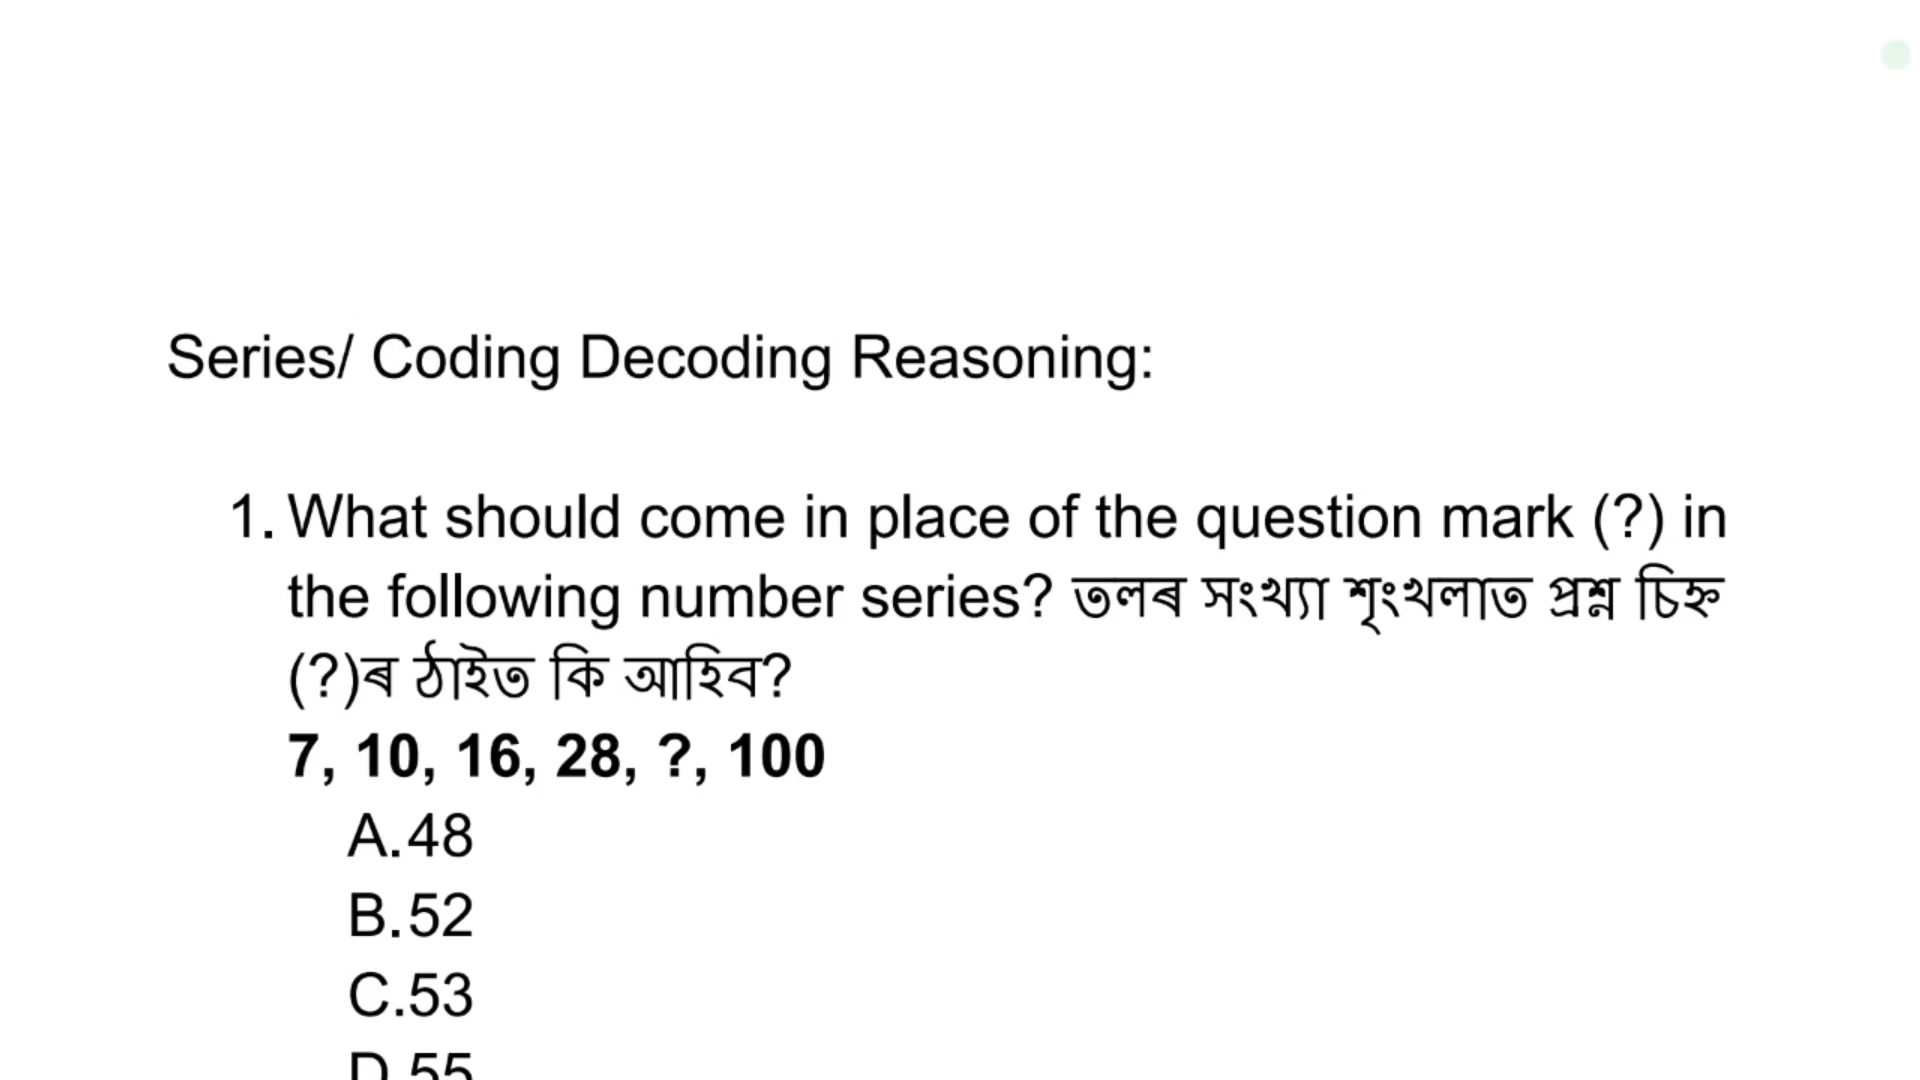 Series/ Coding Decoding Reasoning:
1. What should come in place of the question mark (?) in
the following number series? তলৰ সংখ্যা শৃংখলাত প্ৰশ্ন চিহ্ন
(?)ৰ ঠাইত কি আহিব?
7, 10, 16, 28, ?, 100
A.48
B.52
C.53
D.55